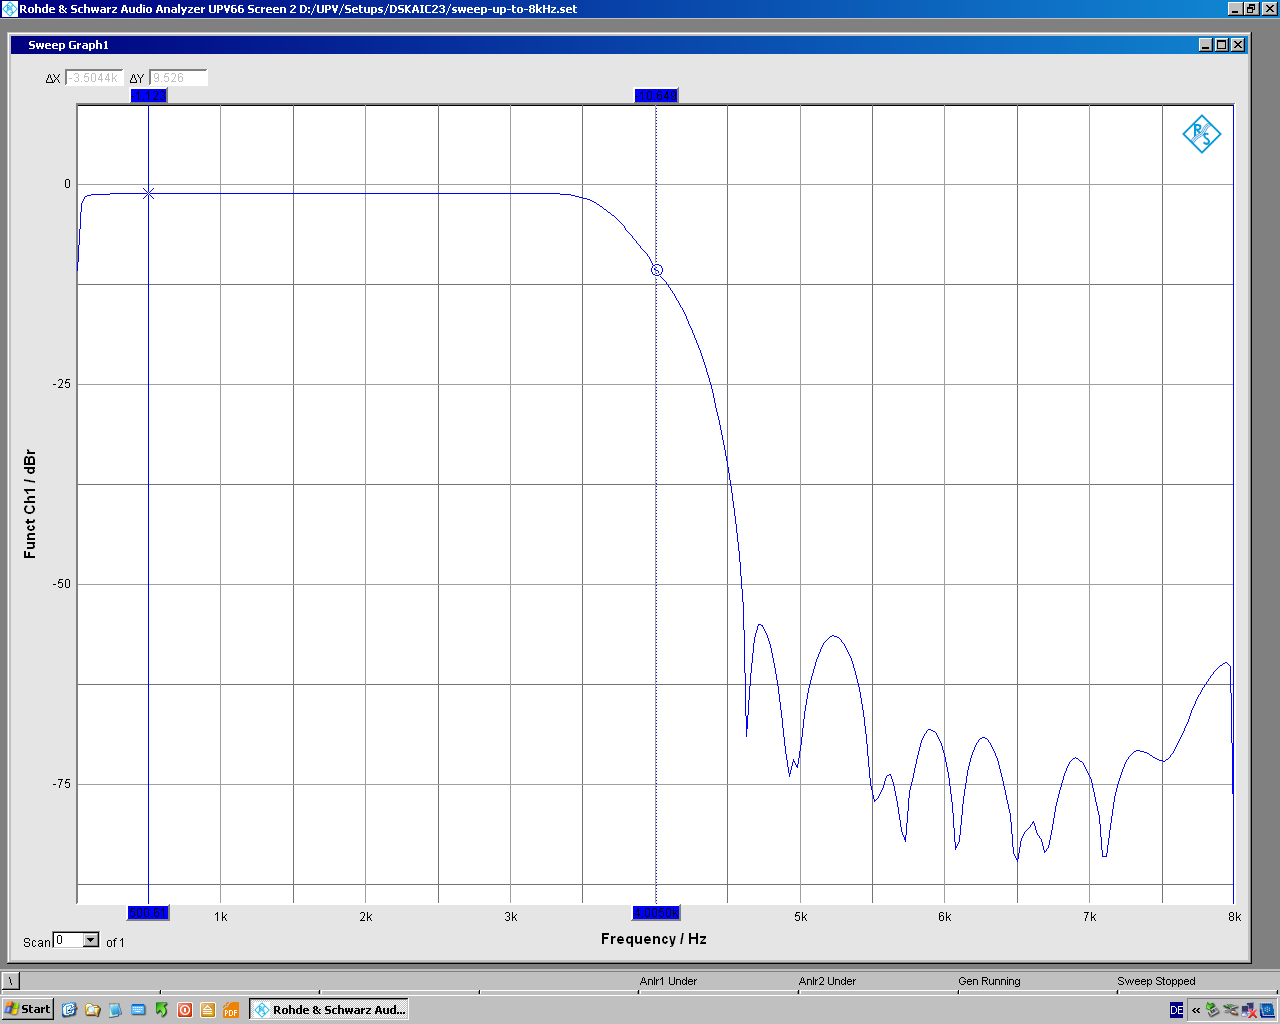 Rohde & Schwarz Audio Analyzer UPV66 Screen 2 D:/UPV/Setups/DSKAIC23/sweep-up-to-8kHz.set
Sweep Graph1
ΔX -3.5044k ΔY 9.526
R
S
0
-25
-50
-75
Funct Ch1 / dBr
1k 2k 3k 4.0050k 5k 6k 7k 8k
Frequency / Hz
Scan 0 of 1
\ Anlr1 Under Anlr2 Under Gen Running Sweep Stopped
Start PDF Rohde & Schwarz Aud... DE «